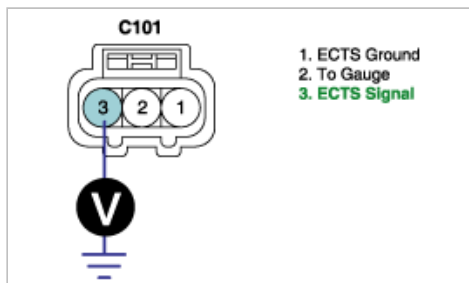 C101
1. ECTS Ground
2. To Gauge
3. ECTS Signal
3 2 1
V